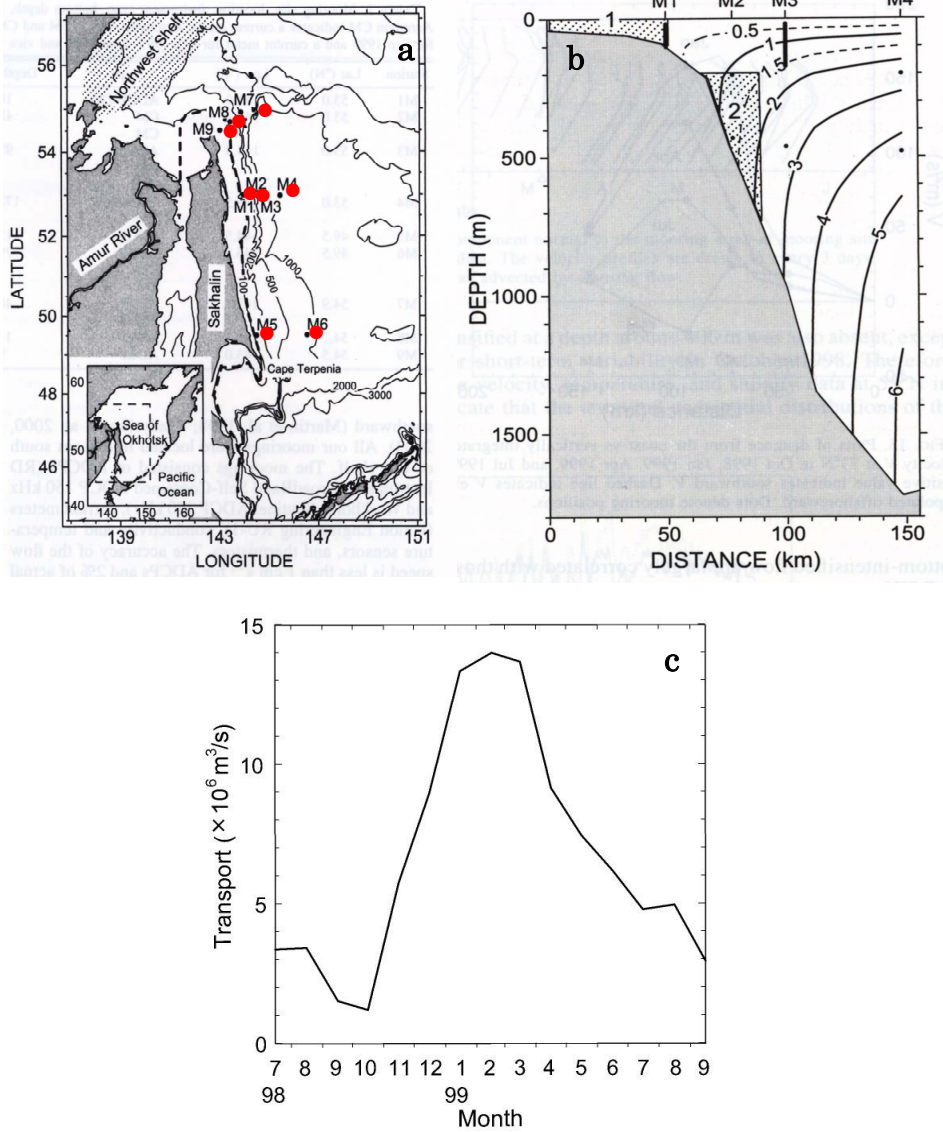 a
56
54
52
50
48
46
LATITUDE
Northwest Shelf
Amur River
Sakhalin
M7
M8
M9
M2
M4
M1
M3
M5
M6
200
500
1000
Cape Terpenia
2000
3000
60
50
40
Sea of
Okhotsk
Pacific
Ocean
140 150 160
139 143 147 151
LONGITUDE
b
M1 M2 M3 M4
0
500
1000
1500
DEPTH (m)
1
0.5
1
1.5
2
2
3
4
5
6
0 50 100 150
DISTANCE (km)
c
15
10
5
0
Transport (×10⁶ m³/s)
7 8 9 10 11 12 1 2 3 4 5 6 7 8 9
98 99
Month